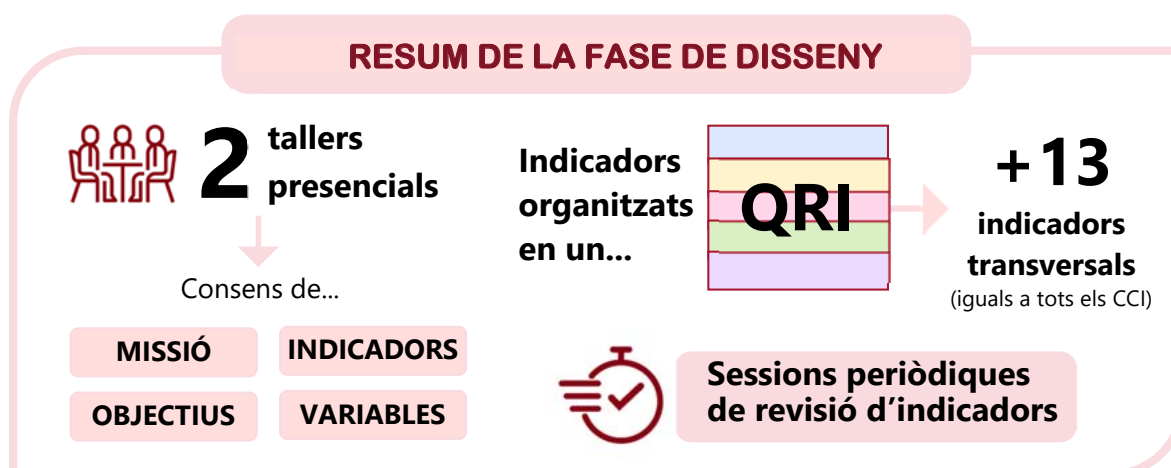 RESUM DE LA FASE DE DISSENY
2
tallers
presencials
Consens de...
MISSIÓ
INDICADORS
OBJECTIUS
VARIABLES
Indicadors
organitzats
en un...
QRI
+13
indicadors
transversals
(iguals a tots els CCI)
Sessions periòdiques
de revisió d’indicadors